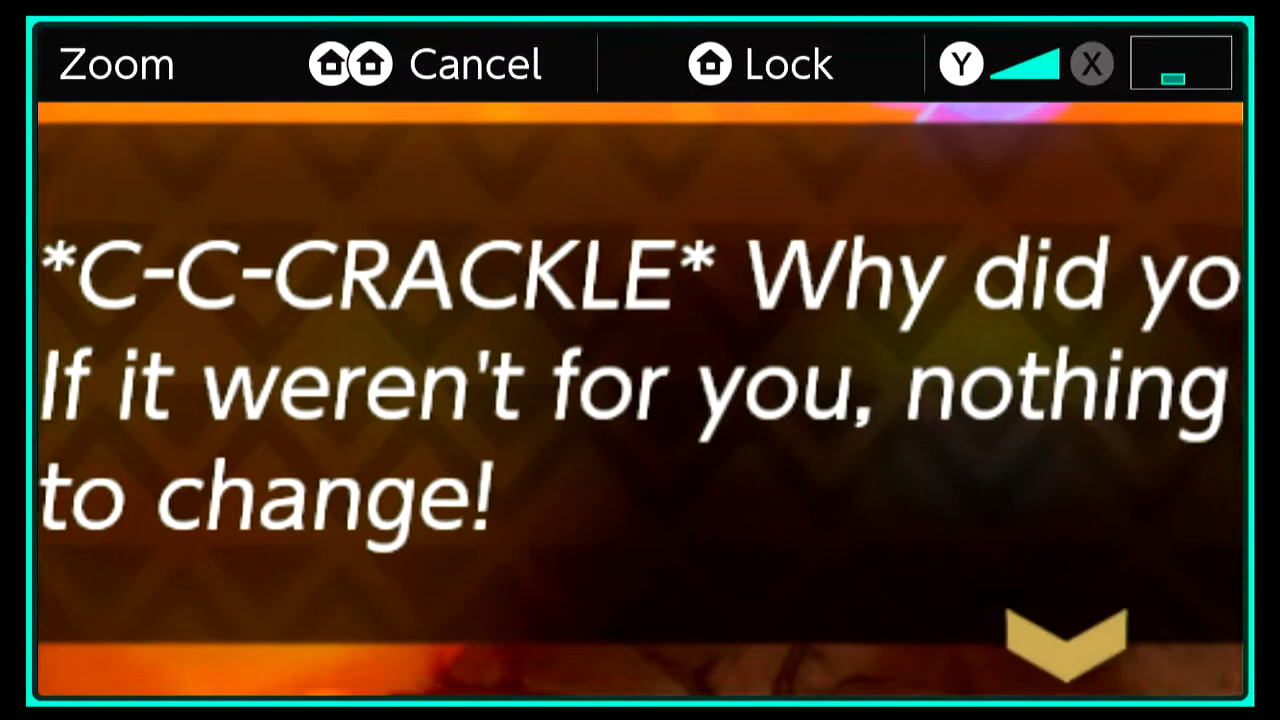 Zoom Cancel Lock Y X
*C-C-CRACKLE* Why did yo
If it weren't for you, nothing
to change!